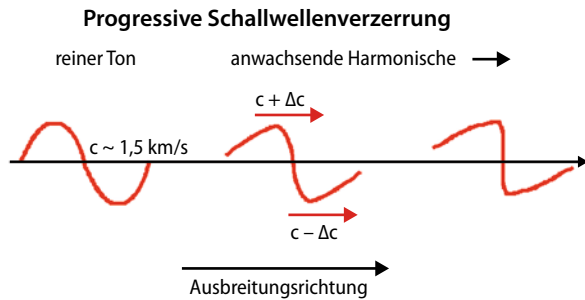 Progressive Schallwellenverzerrung
reiner Ton
anwachsende Harmonische
c + Δc
c ~ 1,5 km/s
c – Δc
Ausbreitungsrichtung